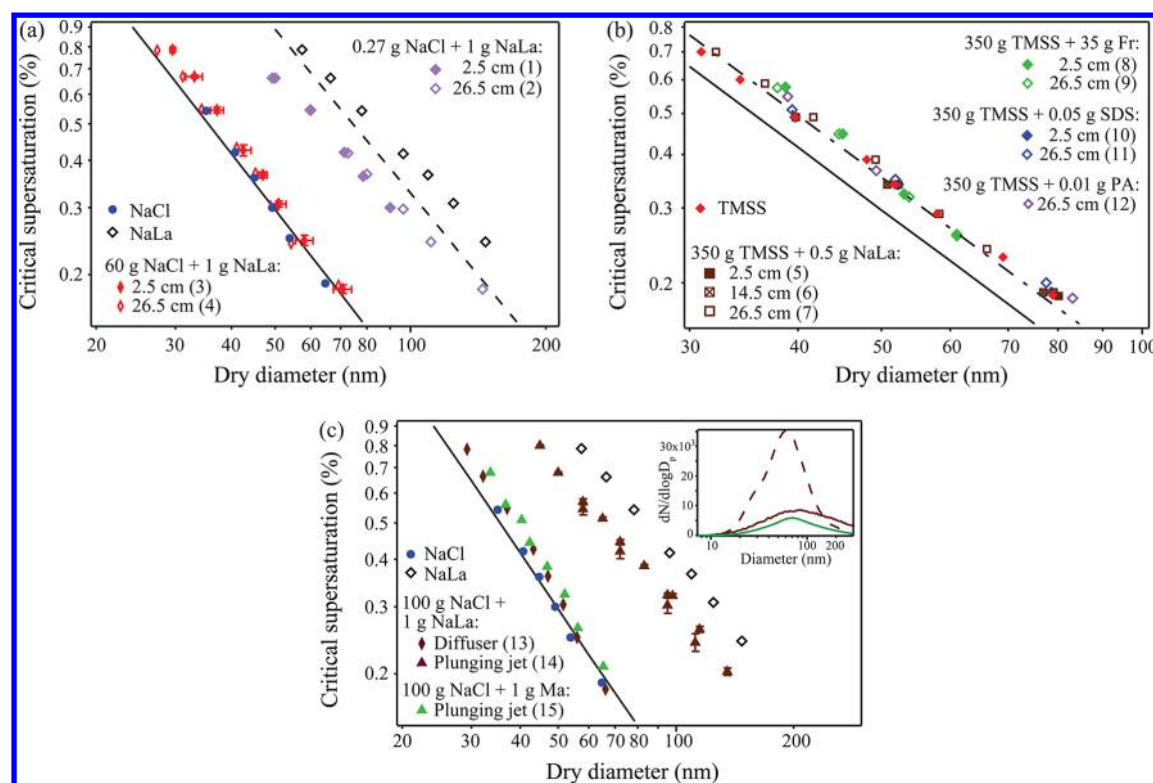 (a)
Critical supersaturation (%)
0.9
0.8
0.7
0.6
0.5
0.4
0.3
0.2
0.27 g NaCl + 1 g NaLa:
2.5 cm (1)
26.5 cm (2)
NaCl
NaLa
60 g NaCl + 1 g NaLa:
2.5 cm (3)
26.5 cm (4)
20 30 40 50 60 70 80 100 200
Dry diameter (nm)
(b)
Critical supersaturation (%)
0.8
0.7
0.6
0.5
0.4
0.3
0.2
350 g TMSS + 35 g Fr:
2.5 cm (8)
26.5 cm (9)
350 g TMSS + 0.05 g SDS:
2.5 cm (10)
26.5 cm (11)
350 g TMSS + 0.01 g PA:
26.5 cm (12)
TMSS
350 g TMSS + 0.5 g NaLa:
2.5 cm (5)
14.5 cm (6)
26.5 cm (7)
30 40 50 60 70 80 90 100
Dry diameter (nm)
(c)
Critical supersaturation (%)
0.9
0.8
0.7
0.6
0.5
0.4
0.3
0.2
NaCl
NaLa
100 g NaCl +
1 g NaLa:
Diffuser (13)
Plunging jet (14)
100 g NaCl + 1 g Ma:
Plunging jet (15)
dN/dlogDp
30x10³
20
10
0
10 100 200
Diameter (nm)
20 30 40 50 60 70 80 100 200
Dry diameter (nm)